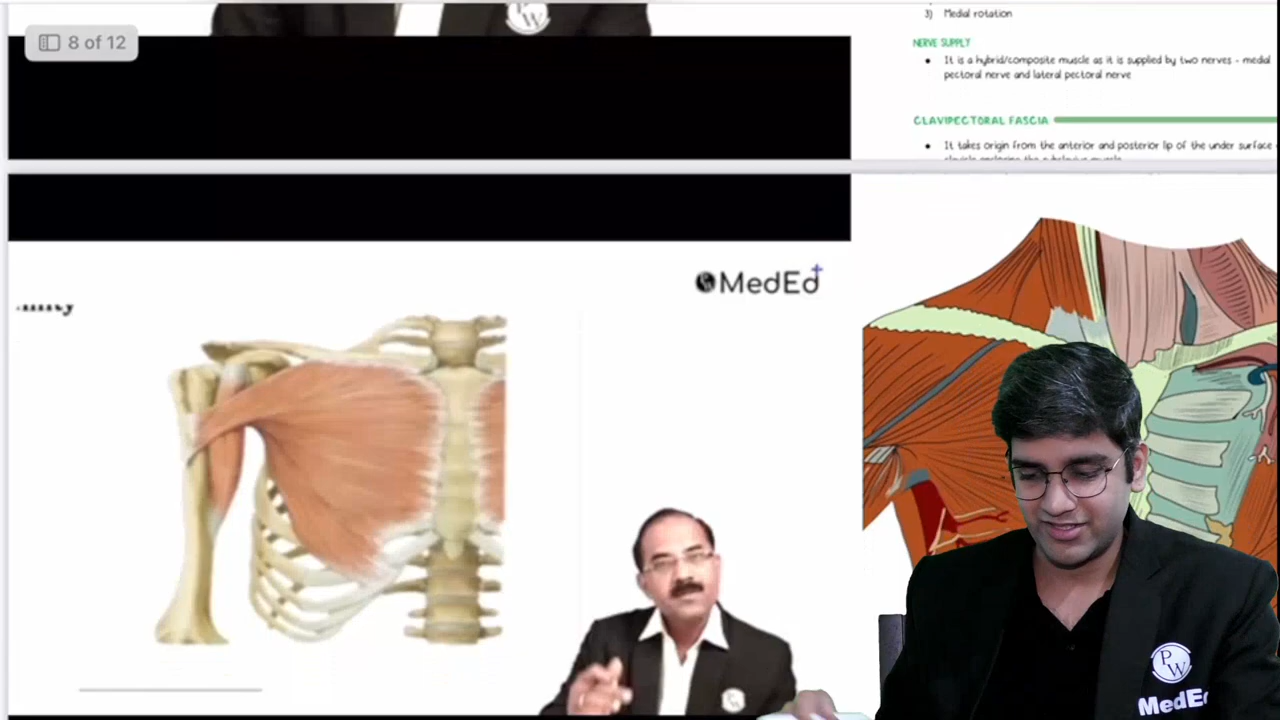 8 of 12
PW
3) Medial rotation
NERVE SUPPLY
• It is a hybrid/composite muscle as it is supplied by two nerves - medial
pectoral nerve and lateral pectoral nerve
CLAVIPECTORAL FASCIA
• It takes origin from the anterior and posterior lip of the under surface
MedEd
PW
MedEd